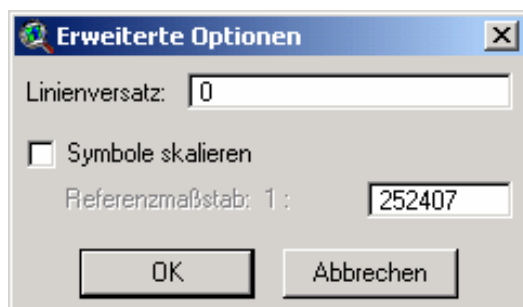 Erweiterte Optionen
Linienversatz: 0
Symbole skalieren
Referenzmaßstab: 1 : 252407
OK Abbrechen